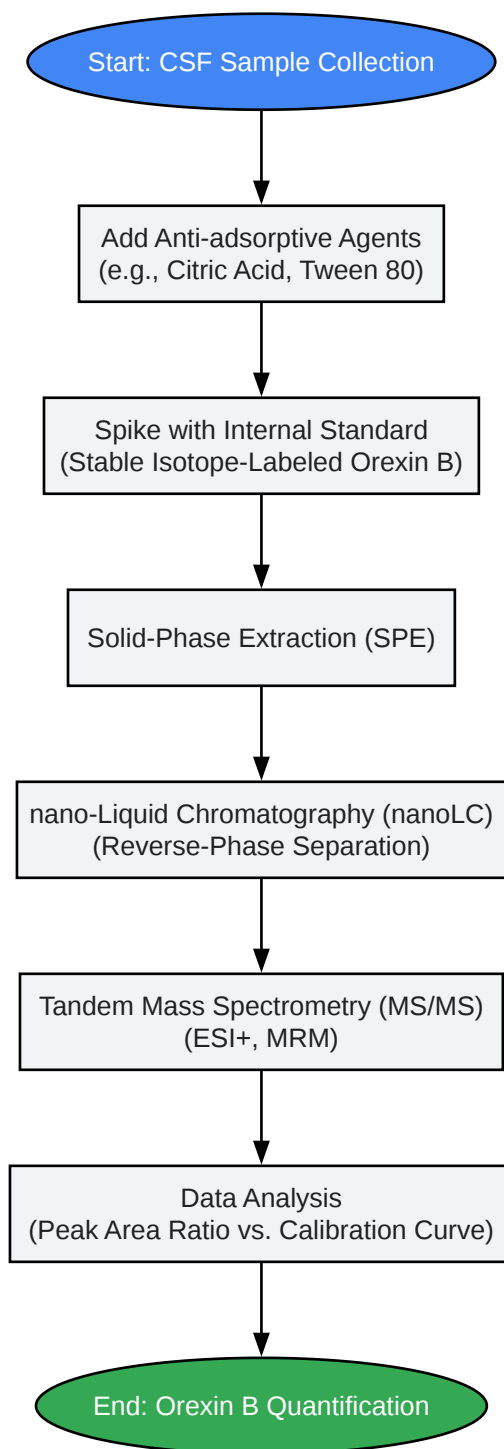 Start: CSF Sample Collection
Add Anti-adsorptive Agents
(e.g., Citric Acid, Tween 80)
Spike with Internal Standard
(Stable Isotope-Labeled Orexin B)
Solid-Phase Extraction (SPE)
nano-Liquid Chromatography (nanoLC)
(Reverse-Phase Separation)
Tandem Mass Spectrometry (MS/MS)
(ESI+, MRM)
Data Analysis
(Peak Area Ratio vs. Calibration Curve)
End: Orexin B Quantification